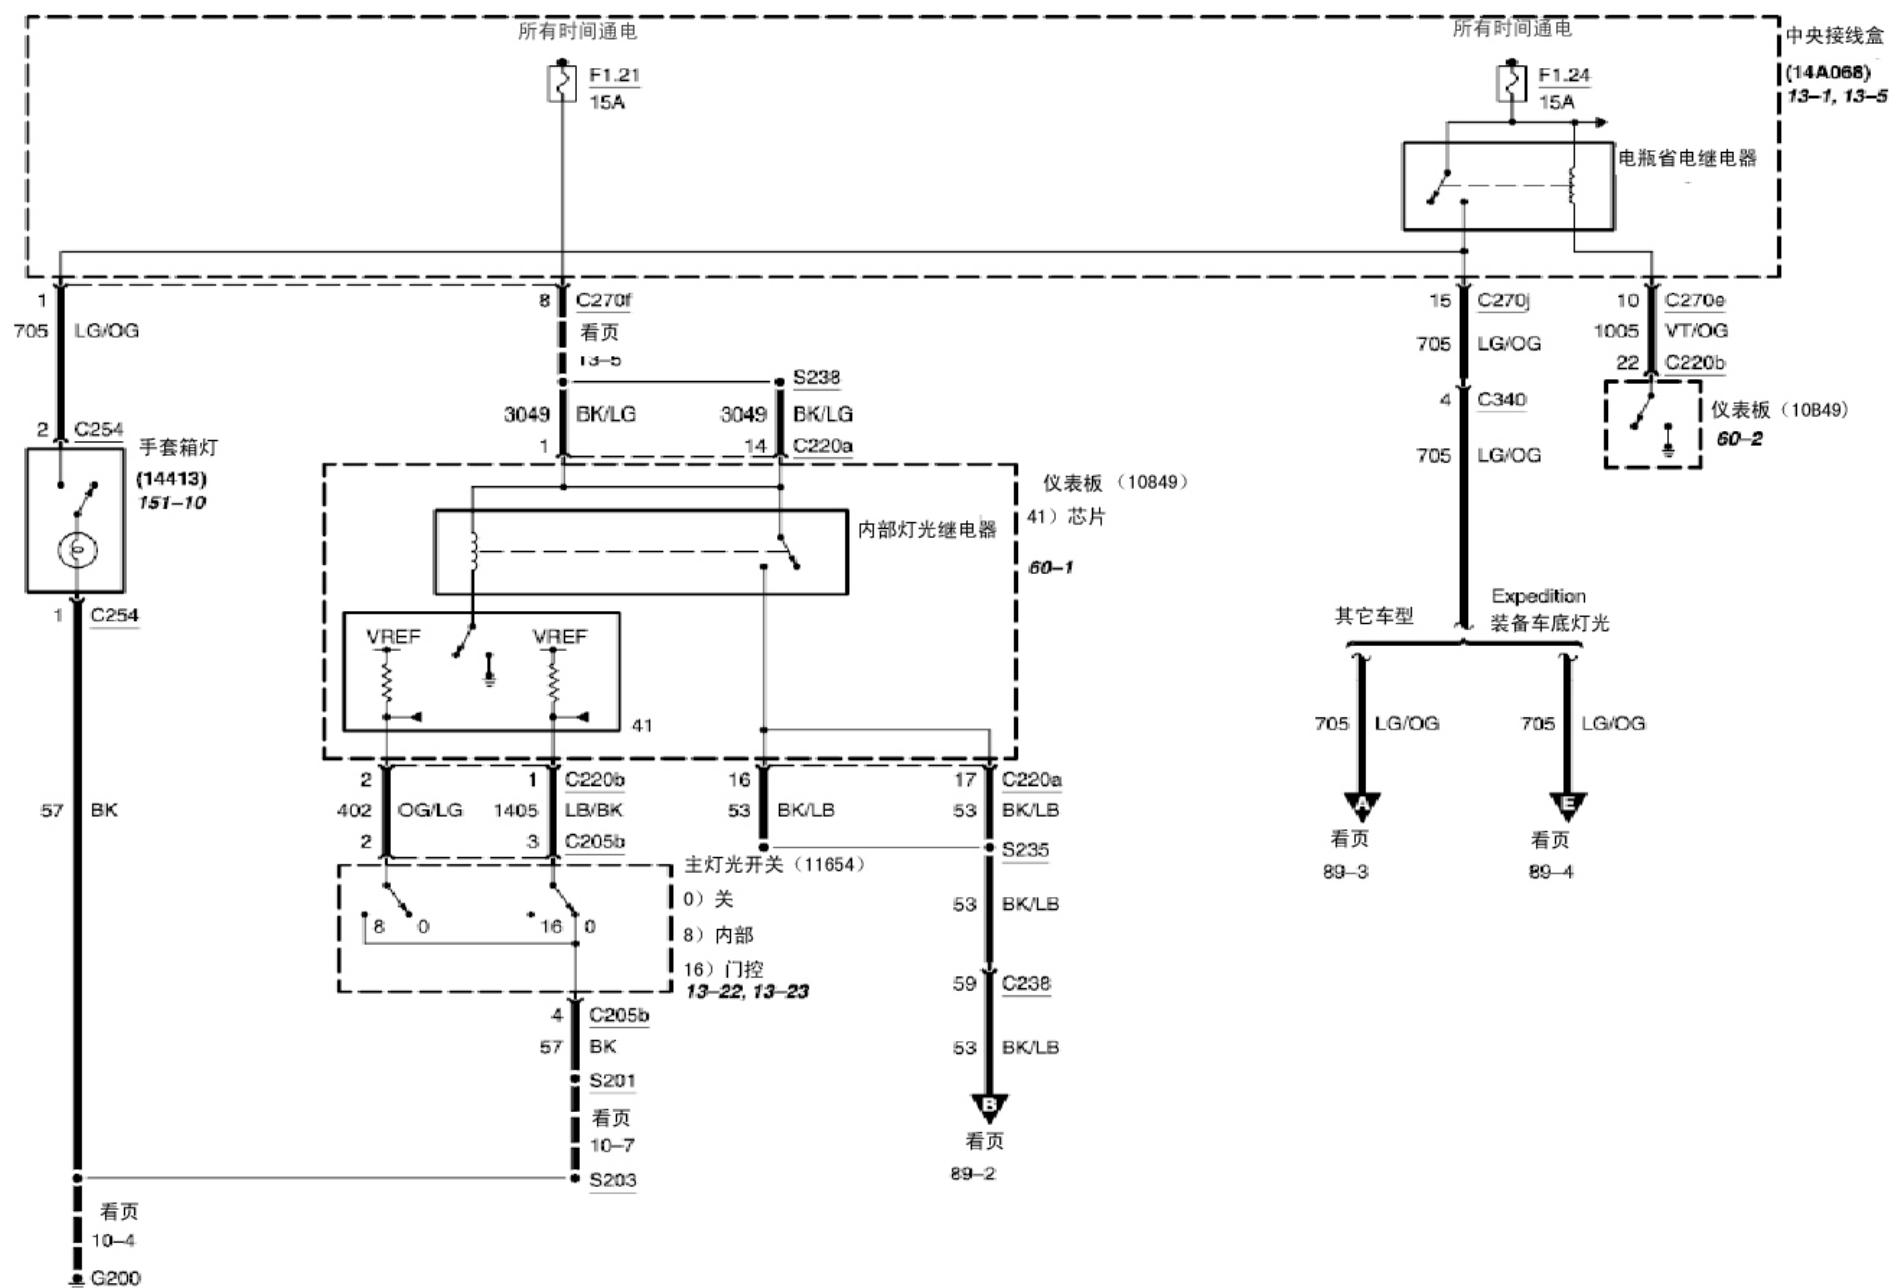 所有时间通电
所有时间通电
F1.21
15A
F1.24
15A
中央接线盒
(14A068)
13-1, 13-5
电瓶省电继电器
1
8
C270f
15
C270j
10
C270e
705
LG/OG
看页
13-5
705
LG/OG
1005
VT/OG
22
C220b
S238
3049
BK/LG
3049
BK/LG
4
C340
仪表板（10B49）
60-2
2
C254
手套箱灯
(14413)
151-10
1
14
C220a
705
LG/OG
仪表板（10849）
41）芯片
60-1
内部灯光继电器
1
C254
VREF
VREF
41
其它车型
Expedition
装备车底灯光
705
LG/OG
705
LG/OG
A
E
看页
89-3
看页
89-4
2
1
C220b
16
17
C220a
57
BK
402
OG/LG
1405
LB/BK
53
BK/LB
53
BK/LB
2
3
C205b
S235
主灯光开关（11654）
0）关
8）内部
16）门控
13-22, 13-23
8
0
16
0
53
BK/LB
59
C238
4
C205b
57
BK
53
BK/LB
S201
看页
10-7
B
看页
89-2
S203
看页
10-4
G200